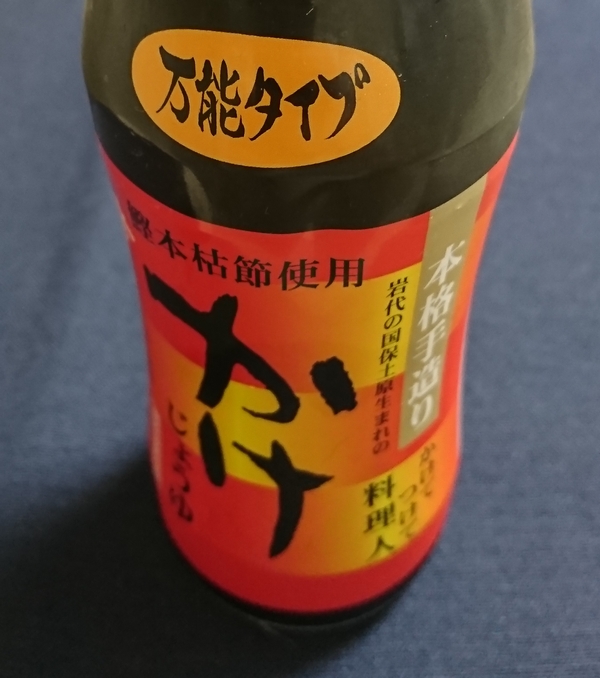 万能タイプ
鰹本枯節使用
本格手造り
岩代の国保土原生まれの
かけ
じょうゆ
かけて
つけて
料理人